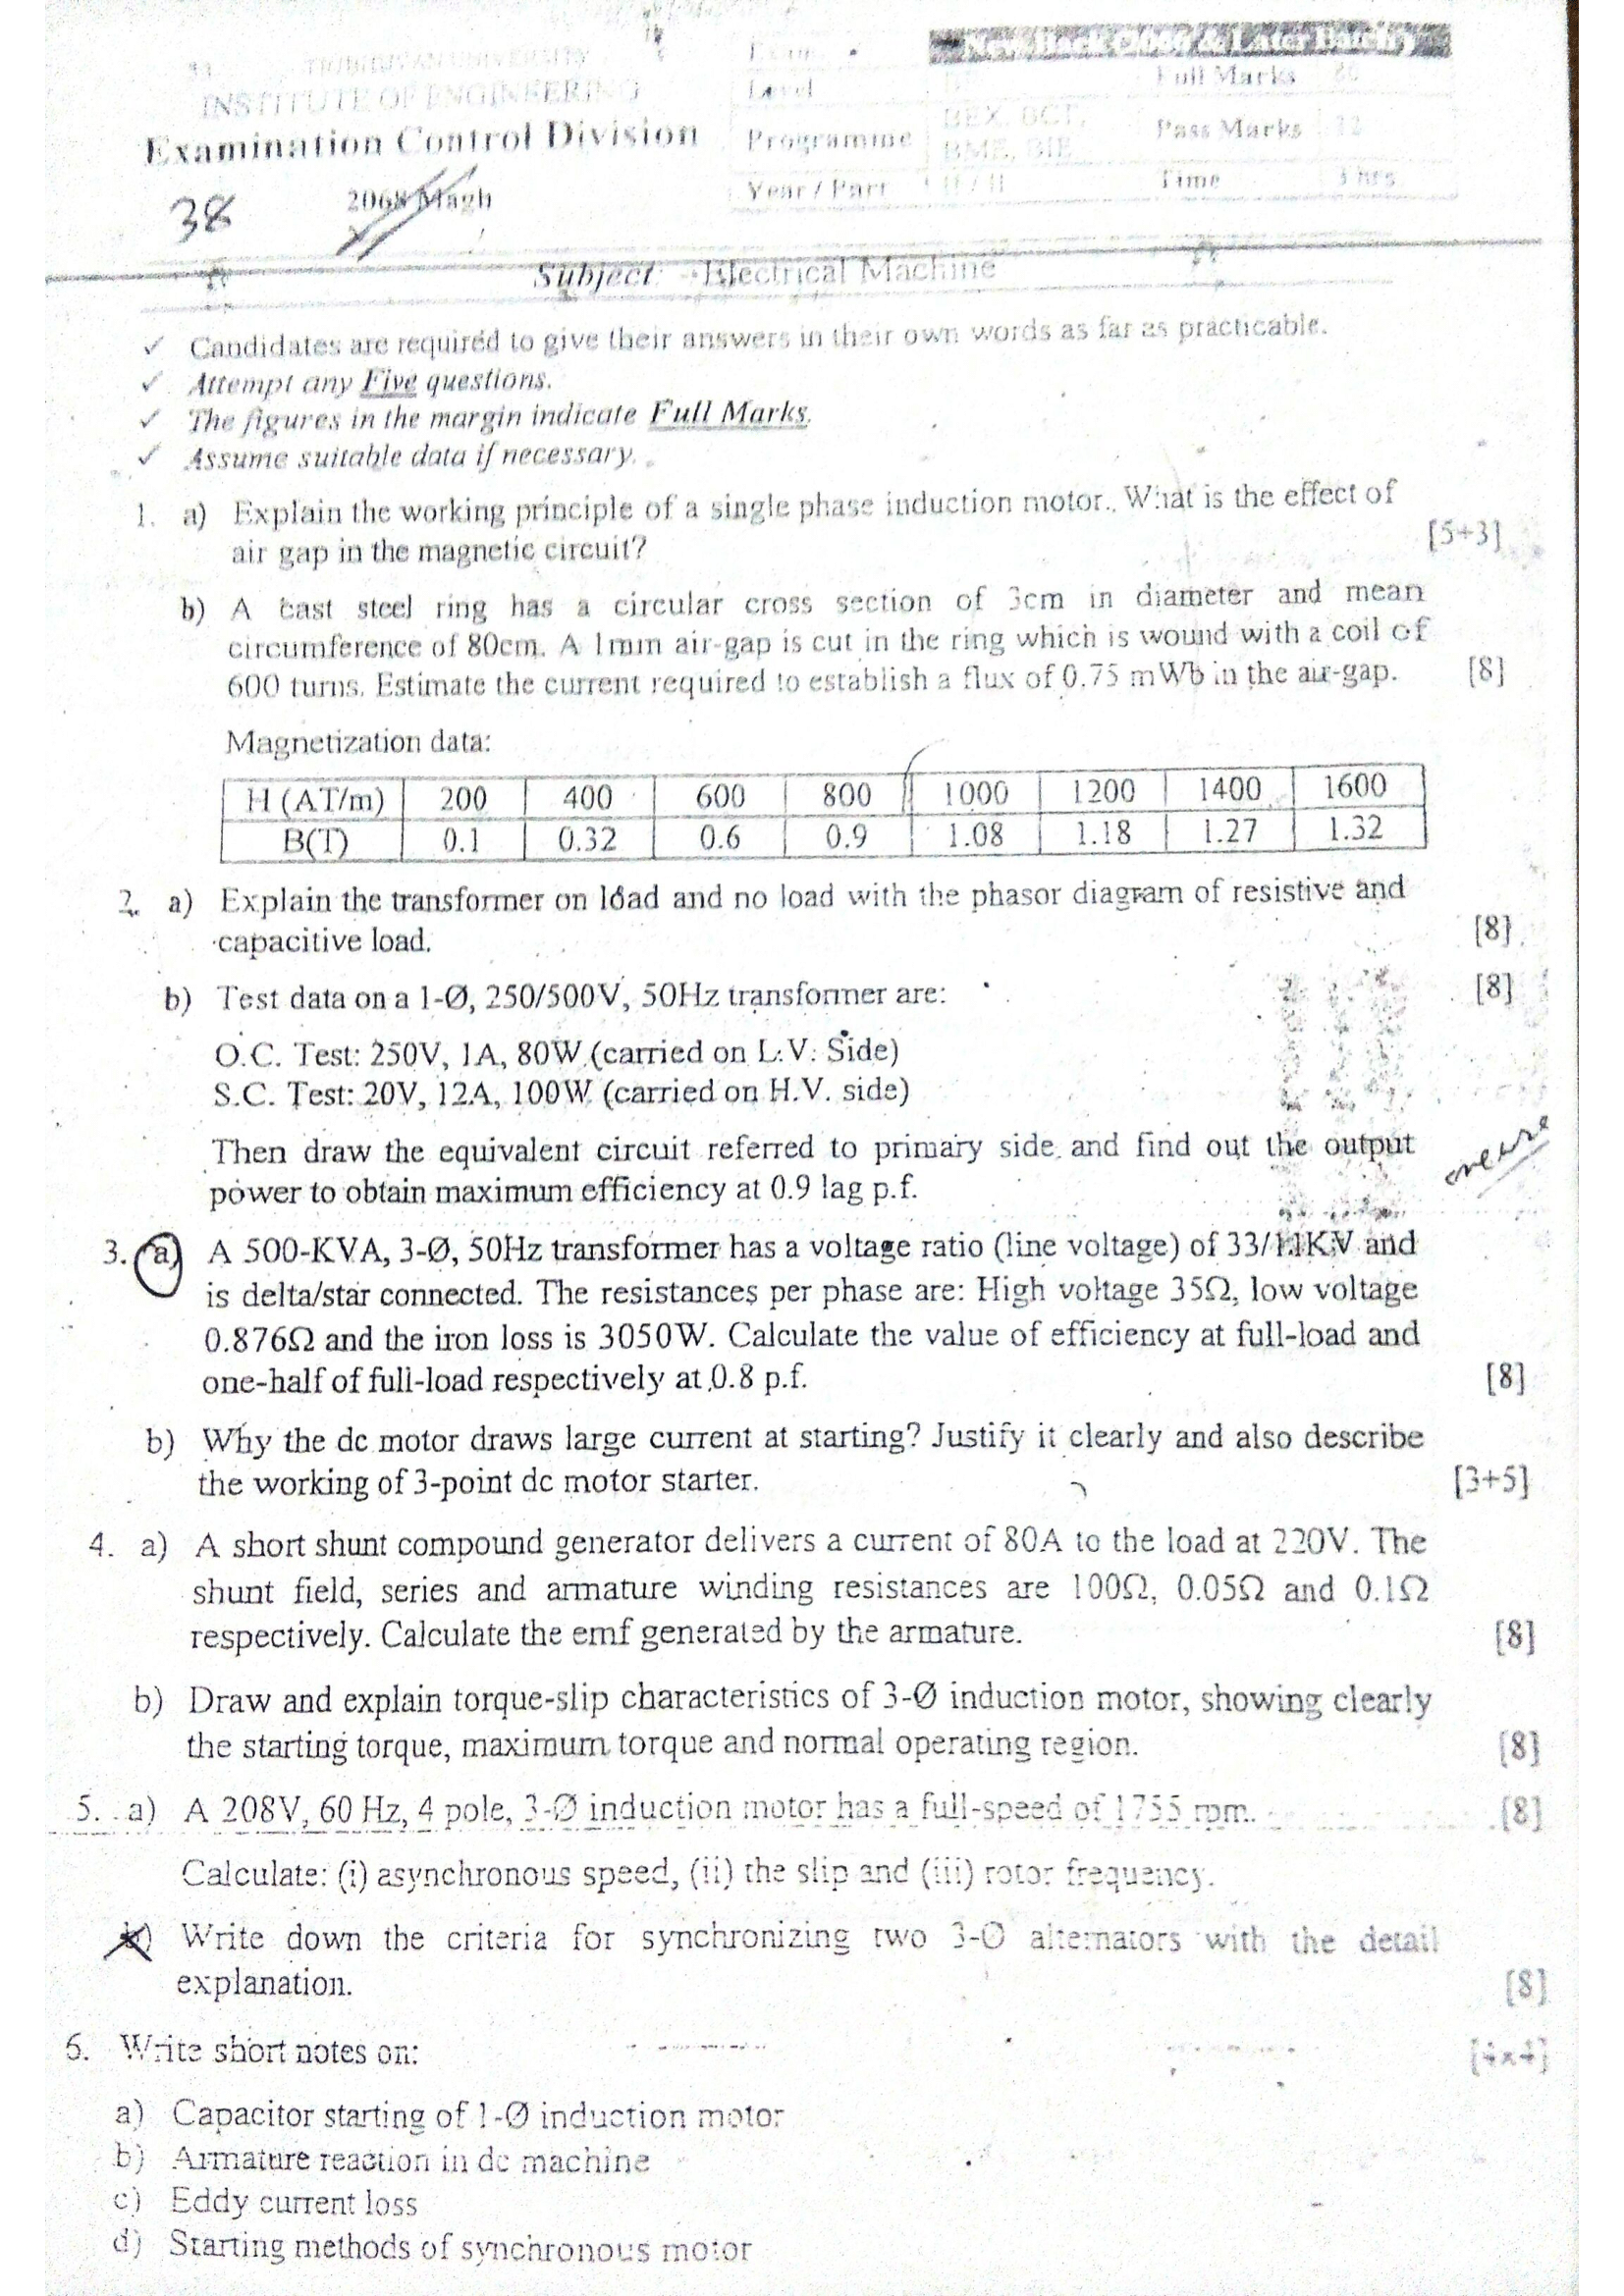 New Back (2066 & Later Batch)
TRIBHUVAN UNIVERSITY
INSTITUTE OF ENGINEERING
Examination Control Division
2068 Magh
38
Level
Full Marks 80
Programme BEX, BCT, BME, BIE
Pass Marks 32
Year / Part II / II
Time 3 hrs
Subject: - Electrical Machine
✓ Candidates are required to give their answers in their own words as far as practicable.
✓ Attempt any Five questions.
✓ The figures in the margin indicate Full Marks.
✓ Assume suitable data if necessary.
1. a) Explain the working principle of a single phase induction motor. What is the effect of
air gap in the magnetic circuit? [5+3]
b) A cast steel ring has a circular cross section of 3cm in diameter and mean
circumference of 80cm. A 1mm air-gap is cut in the ring which is wound with a coil of
600 turns. Estimate the current required to establish a flux of 0.75 mWb in the air-gap. [8]
Magnetization data:
H (AT/m) 200 400 600 800 1000 1200 1400 1600
B(T) 0.1 0.32 0.6 0.9 1.08 1.18 1.27 1.32
2. a) Explain the transformer on load and no load with the phasor diagram of resistive and
capacitive load. [8]
b) Test data on a 1-Ø, 250/500V, 50Hz transformer are: [8]
O.C. Test: 250V, 1A, 80W (carried on L.V. Side)
S.C. Test: 20V, 12A, 100W (carried on H.V. side)
Then draw the equivalent circuit referred to primary side and find out the output
power to obtain maximum efficiency at 0.9 lag p.f.
3. a) A 500-KVA, 3-Ø, 50Hz transformer has a voltage ratio (line voltage) of 33/11KV and
is delta/star connected. The resistances per phase are: High voltage 35Ω, low voltage
0.876Ω and the iron loss is 3050W. Calculate the value of efficiency at full-load and
one-half of full-load respectively at 0.8 p.f. [8]
b) Why the dc motor draws large current at starting? Justify it clearly and also describe
the working of 3-point dc motor starter. [3+5]
4. a) A short shunt compound generator delivers a current of 80A to the load at 220V. The
shunt field, series and armature winding resistances are 100Ω, 0.05Ω and 0.1Ω
respectively. Calculate the emf generated by the armature. [8]
b) Draw and explain torque-slip characteristics of 3-Ø induction motor, showing clearly
the starting torque, maximum torque and normal operating region. [8]
5. a) A 208V, 60 Hz, 4 pole, 3-Ø induction motor has a full-speed of 1755 rpm. [8]
Calculate: (i) asynchronous speed, (ii) the slip and (iii) rotor frequency.
b) Write down the criteria for synchronizing two 3-O alternators with the detail
explanation. [8]
6. Write short notes on: [4×4]
a) Capacitor starting of 1-Ø induction motor
b) Armature reaction in dc machine
c) Eddy current loss
d) Starting methods of synchronous motor